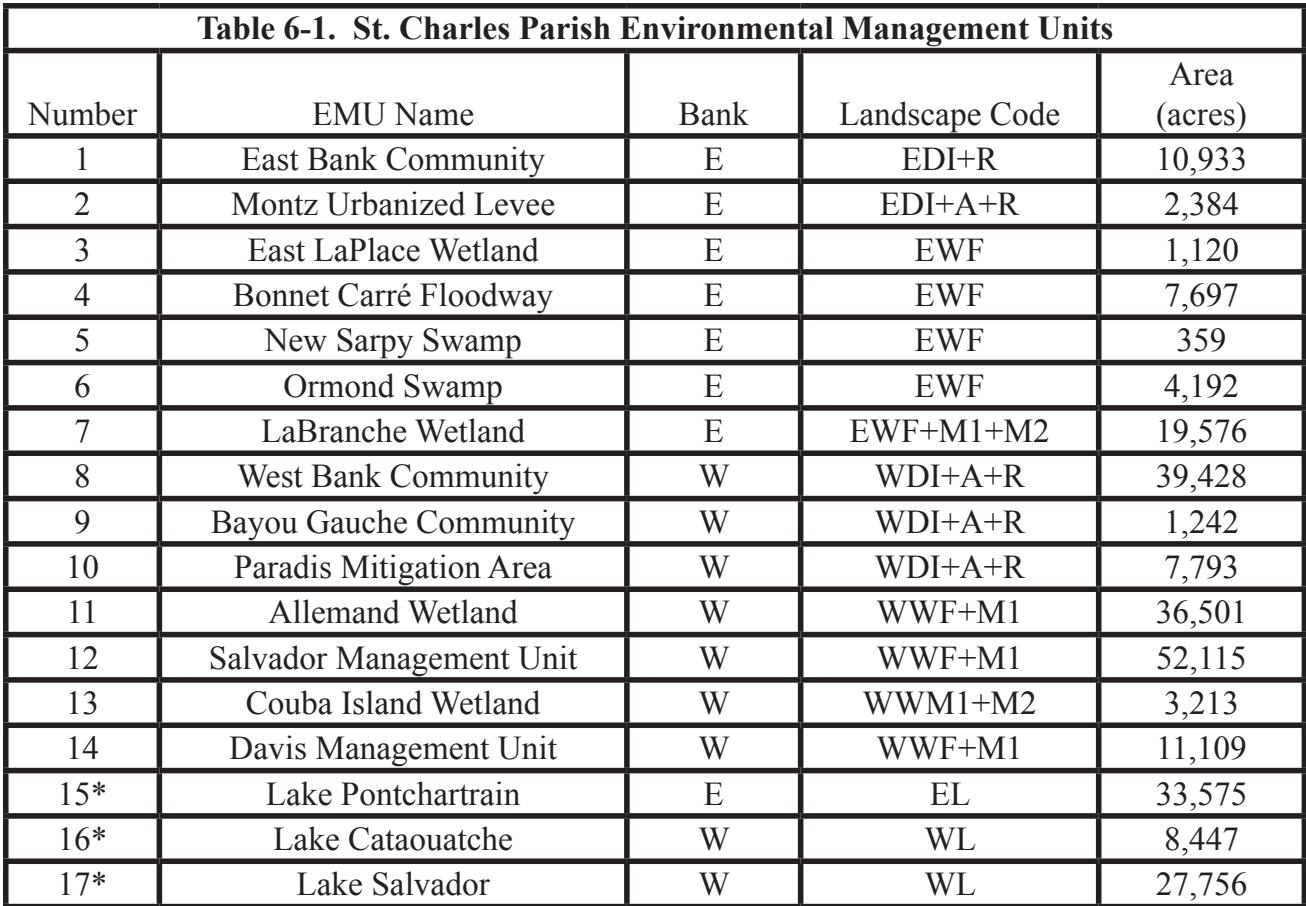 Table 6-1. St. Charles Parish Environmental Management Units
Number EMU Name Bank Landscape Code Area (acres)
1 East Bank Community E EDI+R 10,933
2 Montz Urbanized Levee E EDI+A+R 2,384
3 East LaPlace Wetland E EWF 1,120
4 Bonnet Carré Floodway E EWF 7,697
5 New Sarpy Swamp E EWF 359
6 Ormond Swamp E EWF 4,192
7 LaBranche Wetland E EWF+M1+M2 19,576
8 West Bank Community W WDI+A+R 39,428
9 Bayou Gauche Community W WDI+A+R 1,242
10 Paradis Mitigation Area W WDI+A+R 7,793
11 Allemand Wetland W WWF+M1 36,501
12 Salvador Management Unit W WWF+M1 52,115
13 Couba Island Wetland W WWM1+M2 3,213
14 Davis Management Unit W WWF+M1 11,109
15* Lake Pontchartrain E EL 33,575
16* Lake Cataouatche W WL 8,447
17* Lake Salvador W WL 27,756